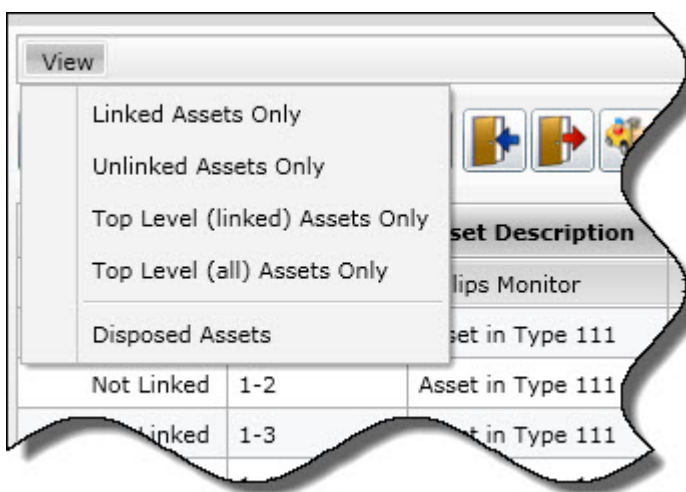 View
Linked Assets Only
Unlinked Assets Only
Top Level (linked) Assets Only
Top Level (all) Assets Only
Disposed Assets
set Description
lips Monitor
set in Type 111
Not Linked 1-2 Asset in Type 111
inked 1-3 et in Type 111